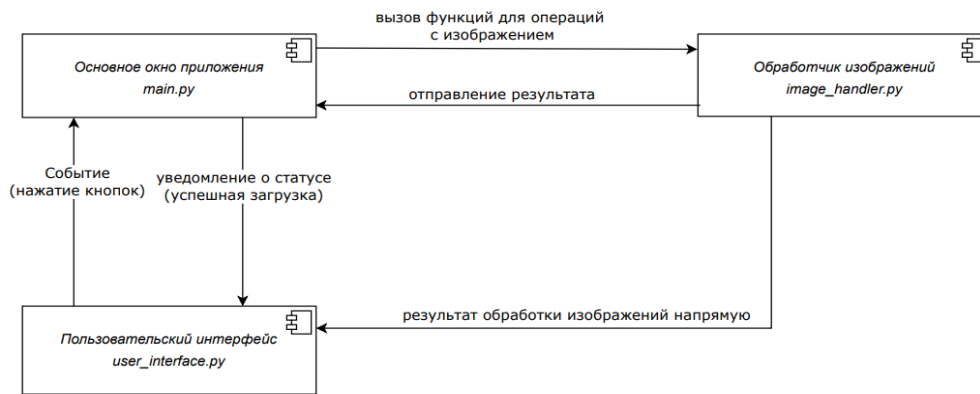 вызов функций для операций
с изображением
Основное окно приложения
main.py
Обработчик изображений
image_handler.py
отправление результата
Событие
(нажатие кнопок)
уведомление о статусе
(успешная загрузка)
результат обработки изображений напрямую
Пользовательский интерфейс
user_interface.py